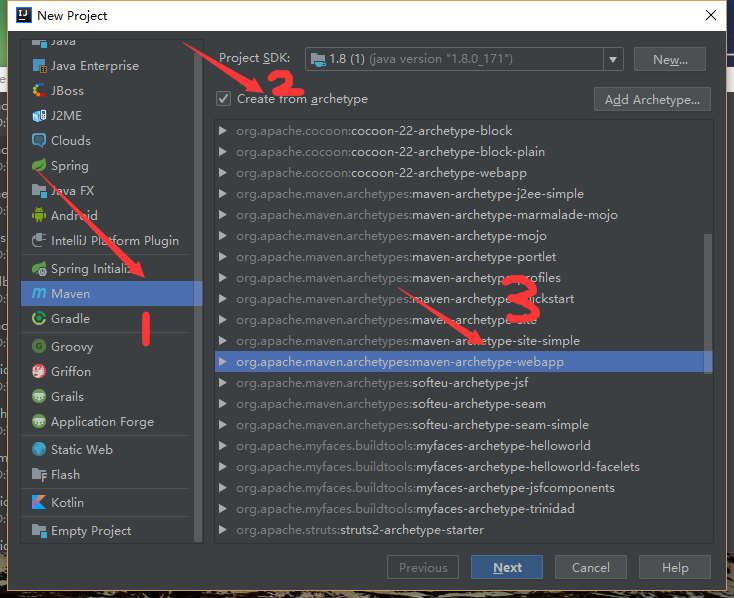 New Project
Java
Java Enterprise
JBoss
J2ME
Clouds
Spring
Java FX
Android
IntelliJ Platform Plugin
Spring Initializ
Maven
Gradle
Groovy
Griffon
Grails
Application Forge
Static Web
Flash
Kotlin
Empty Project
1
Project SDK: 1.8 (1) (java version "1.8.0_171") New...
2
Create from archetype Add Archetype...
org.apache.cocoon:cocoon-22-archetype-block
org.apache.cocoon:cocoon-22-archetype-block-plain
org.apache.cocoon:cocoon-22-archetype-webapp
org.apache.maven.archetypes:maven-archetype-j2ee-simple
org.apache.maven.archetypes:maven-archetype-marmalade-mojo
org.apache.maven.archetypes:maven-archetype-mojo
org.apache.maven.archetypes:maven-archetype-portlet
org.apache.maven.archetypes:maven-archetype-profiles
org.apache.maven.archetypes:maven-archetype-quickstart
3
org.apache.maven.archetypes:maven-archetype-site
org.apache.maven.archetypes:maven-archetype-site-simple
org.apache.maven.archetypes:maven-archetype-webapp
org.apache.maven.archetypes:softeu-archetype-jsf
org.apache.maven.archetypes:softeu-archetype-seam
org.apache.maven.archetypes:softeu-archetype-seam-simple
org.apache.myfaces.buildtools:myfaces-archetype-helloworld
org.apache.myfaces.buildtools:myfaces-archetype-helloworld-facelets
org.apache.myfaces.buildtools:myfaces-archetype-jsfcomponents
org.apache.myfaces.buildtools:myfaces-archetype-trinidad
org.apache.struts:struts2-archetype-starter
Previous Next Cancel Help